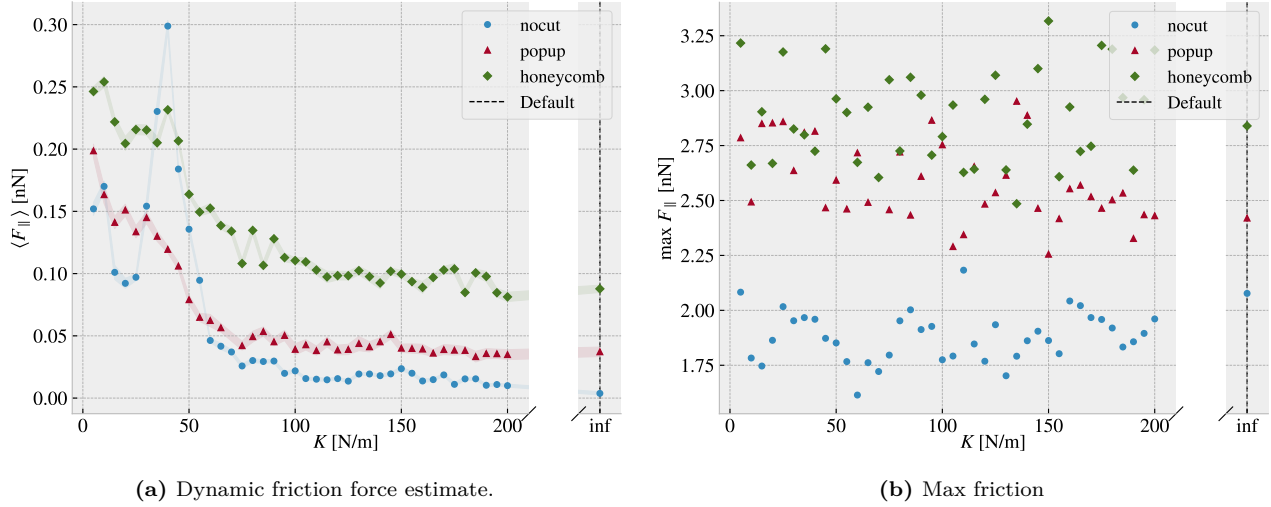 0.30
0.25
0.20
0.15
0.10
0.05
0.00
⟨F∥⟩ [nN]
nocut
popup
honeycomb
Default
0 50 100 150 200 inf
K [N/m]
(a) Dynamic friction force estimate.
3.25
3.00
2.75
2.50
2.25
2.00
1.75
max F∥ [nN]
nocut
popup
honeycomb
Default
0 50 100 150 200 inf
K [N/m]
(b) Max friction